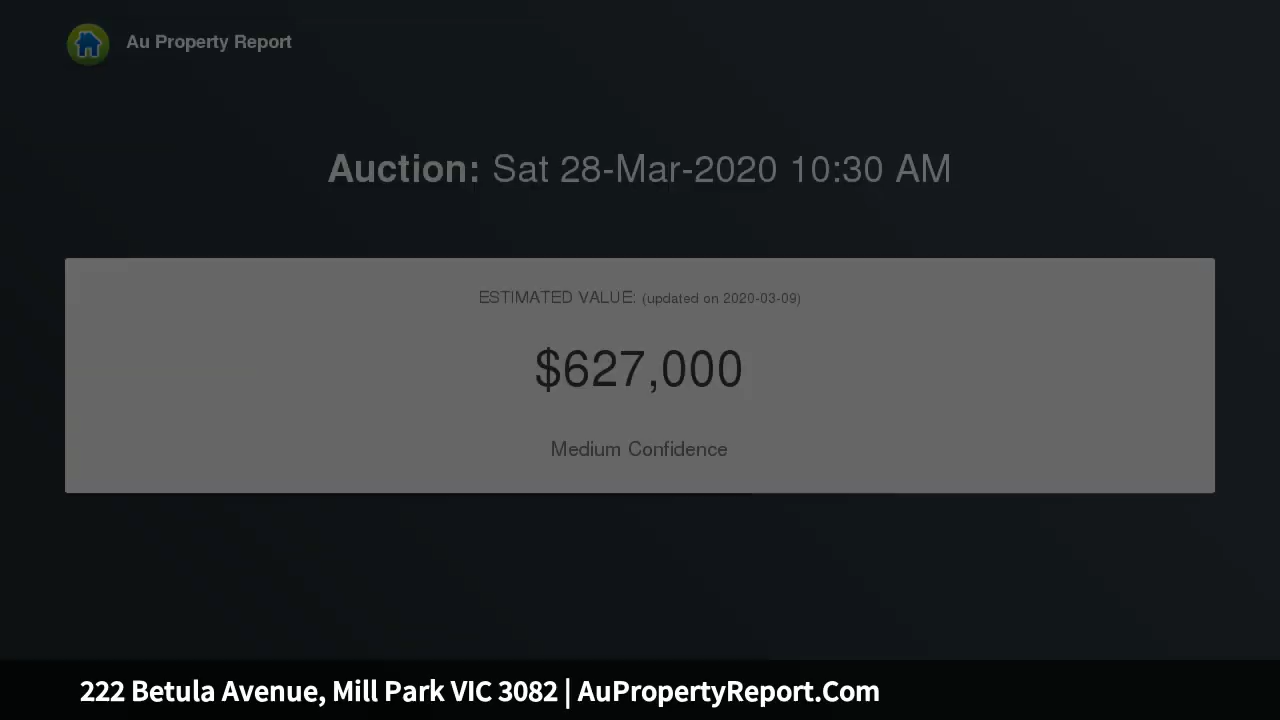 Au Property Report
Auction: Sat 28-Mar-2020 10:30 AM
ESTIMATED VALUE: (updated on 2020-03-09)
$627,000
Medium Confidence
222 Betula Avenue, Mill Park VIC 3082 | AuPropertyReport.Com